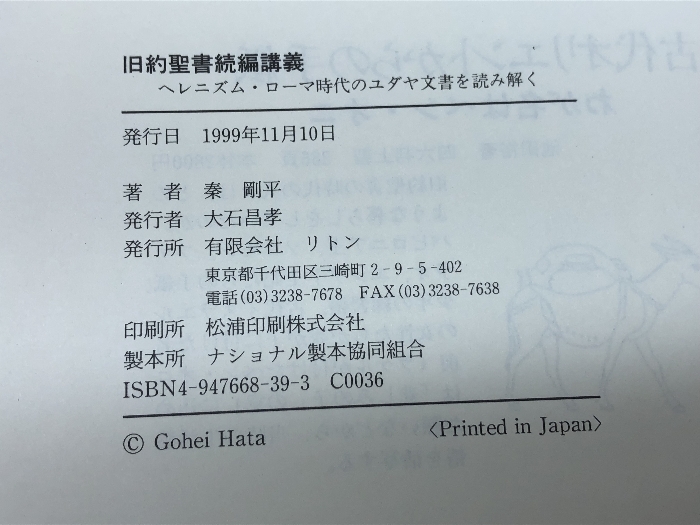 旧約聖書続編講義
ヘレニズム・ローマ時代のユダヤ文書を読み解く
発行日 1999年11月10日
著 者 秦 剛平
発行者 大石昌孝
発行所 有限会社 リトン
東京都千代田区三崎町2-9-5-402
電話(03)3238-7678 FAX(03)3238-7638
印刷所 松浦印刷株式会社
製本所 ナショナル製本協同組合
ISBN4-947668-39-3 C0036
© Gohei Hata 〈Printed in Japan〉